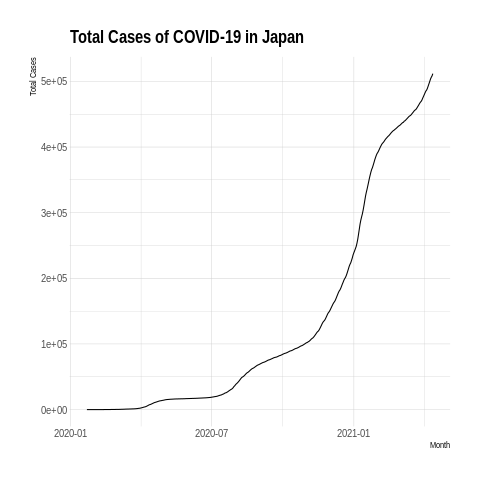 Total Cases of COVID-19 in Japan
Total Cases
5e+05
4e+05
3e+05
2e+05
1e+05
0e+00
2020-01 2020-07 2021-01
Month